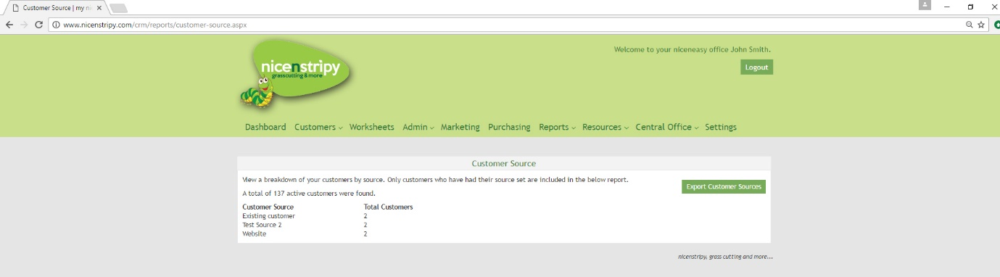 Customer Source | my ni
www.nicenstripy.com/crm/reports/customer-source.aspx
nicenstripy
grasscutting & more
Welcome to your niceneasy office John Smith.
Logout
Dashboard Customers Worksheets Admin Marketing Purchasing Reports Resources Central Office Settings
Customer Source
View a breakdown of your customers by source. Only customers who have had their source set are included in the below report.
Export Customer Sources
A total of 137 active customers were found.
Customer Source Total Customers
Existing customer 2
Test Source 2 2
Website 2
nicenstripy, grass cutting and more...